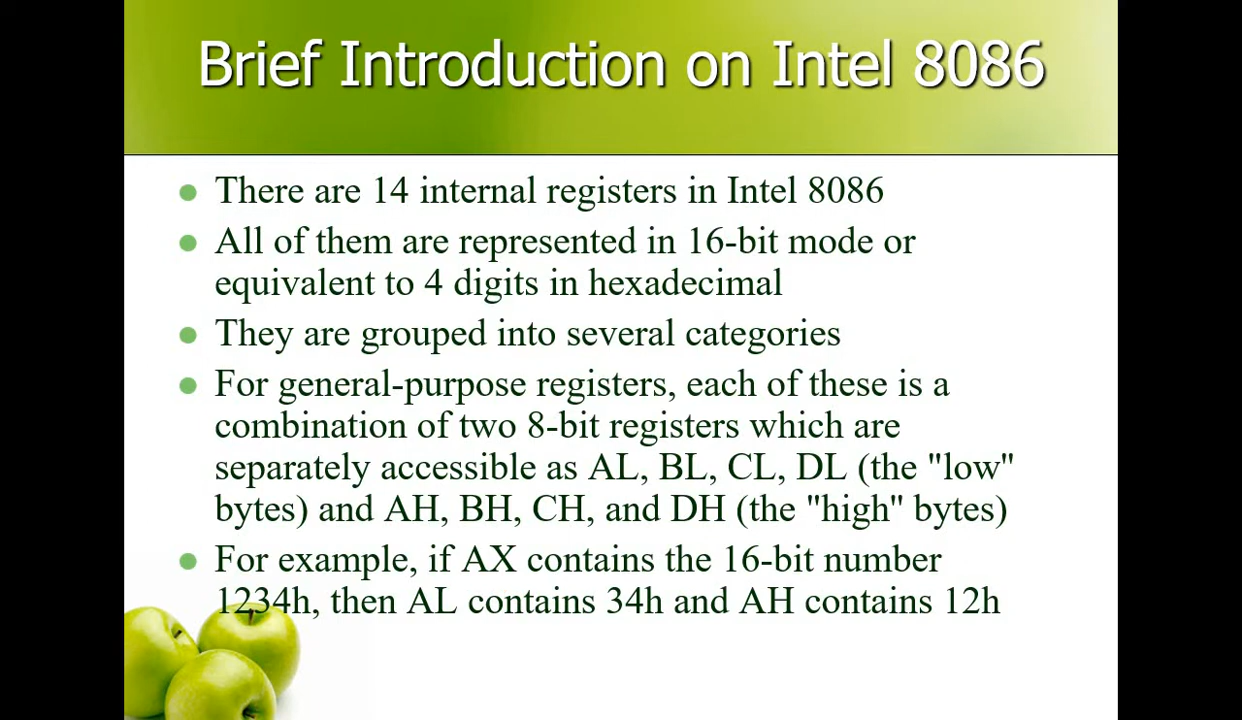 Brief Introduction on Intel 8086
There are 14 internal registers in Intel 8086
All of them are represented in 16-bit mode or
equivalent to 4 digits in hexadecimal
They are grouped into several categories
For general-purpose registers, each of these is a
combination of two 8-bit registers which are
separately accessible as AL, BL, CL, DL (the "low"
bytes) and AH, BH, CH, and DH (the "high" bytes)
For example, if AX contains the 16-bit number
1234h, then AL contains 34h and AH contains 12h